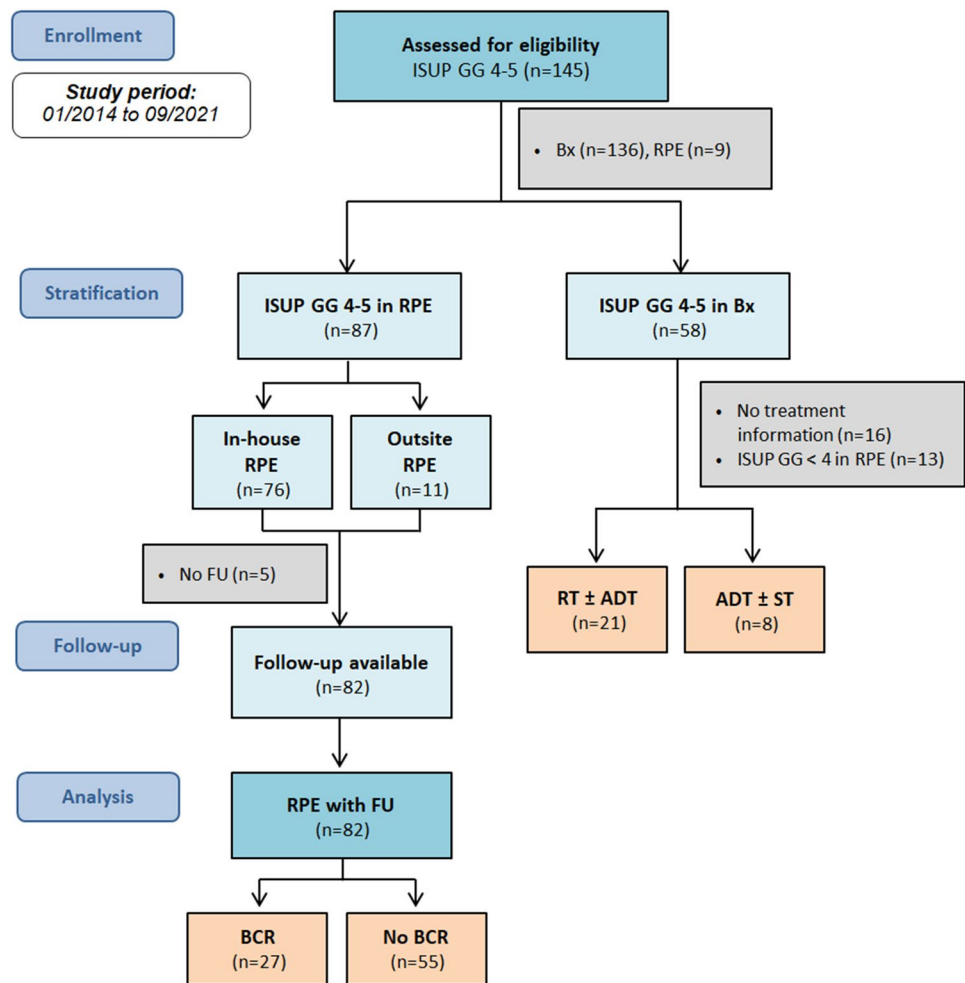 Enrollment
Assessed for eligibility
ISUP GG 4-5 (n=145)
Study period:
01/2014 to 09/2021
• Bx (n=136), RPE (n=9)
Stratification
ISUP GG 4-5 in RPE
(n=87)
ISUP GG 4-5 in Bx
(n=58)
• No treatment
information (n=16)
• ISUP GG < 4 in RPE (n=13)
In-house
RPE
(n=76)
Outsite
RPE
(n=11)
• No FU (n=5)
RT ± ADT
(n=21)
ADT ± ST
(n=8)
Follow-up
Follow-up available
(n=82)
Analysis
RPE with FU
(n=82)
BCR
(n=27)
No BCR
(n=55)